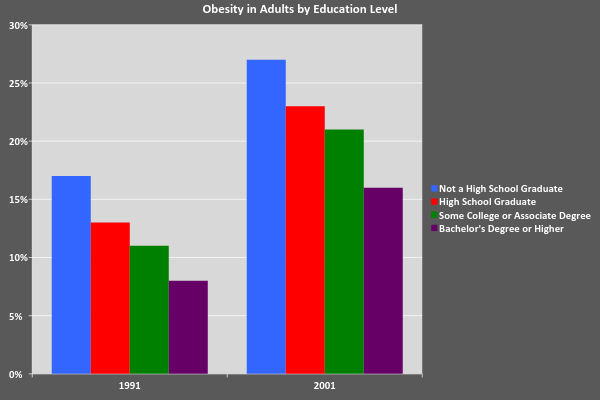 Obesity in Adults by Education Level
30%
25%
20%
15%
10%
5%
0%
1991
2001
Not a High School Graduate
High School Graduate
Some College or Associate Degree
Bachelor's Degree or Higher